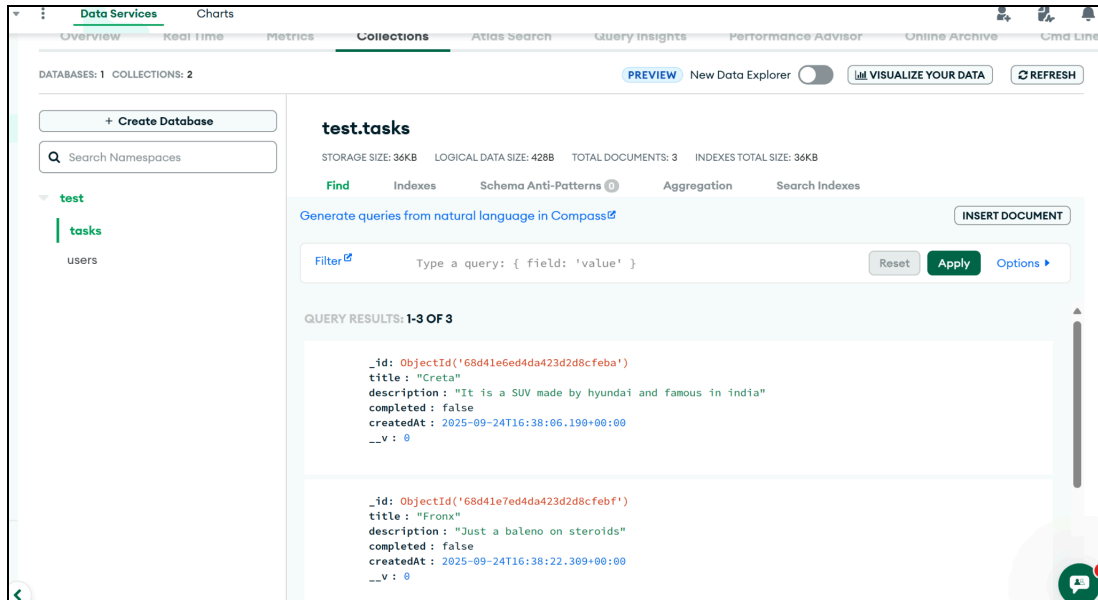 Data Services Charts
Overview Real Time Metrics Collections Atlas Search Query Insights Performance Advisor Online Archive Cmd Line
DATABASES: 1 COLLECTIONS: 2
PREVIEW New Data Explorer VISUALIZE YOUR DATA REFRESH
+ Create Database
Search Namespaces
test
tasks
users
test.tasks
STORAGE SIZE: 36KB LOGICAL DATA SIZE: 428B TOTAL DOCUMENTS: 3 INDEXES TOTAL SIZE: 36KB
Find Indexes Schema Anti-Patterns 0 Aggregation Search Indexes
Generate queries from natural language in Compass
INSERT DOCUMENT
Filter Type a query: { field: 'value' } Reset Apply Options
QUERY RESULTS: 1-3 OF 3
_id: ObjectId('68d41e6ed4da423d2d8cfeba')
title : "Creta"
description : "It is a SUV made by hyundai and famous in india"
completed : false
createdAt : 2025-09-24T16:38:06.190+00:00
__v : 0
_id: ObjectId('68d41e7ed4da423d2d8cfebf')
title : "Fronx"
description : "Just a baleno on steroids"
completed : false
createdAt : 2025-09-24T16:38:22.309+00:00
__v : 0